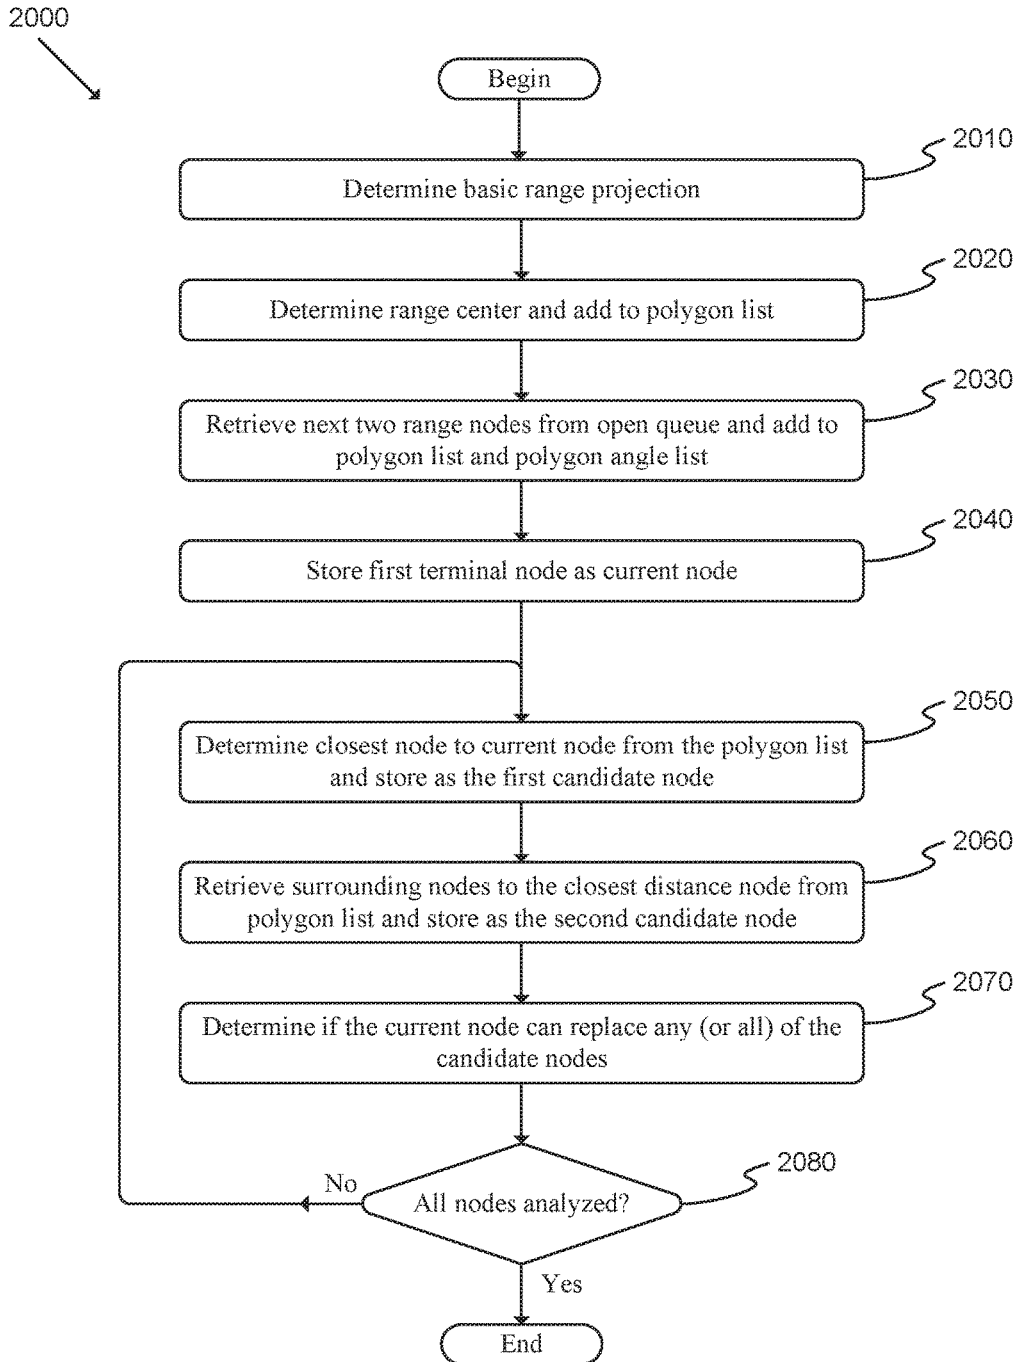 2000
Begin
2010
Determine basic range projection
2020
Determine range center and add to polygon list
2030
Retrieve next two range nodes from open queue and add to
polygon list and polygon angle list
2040
Store first terminal node as current node
2050
Determine closest node to current node from the polygon list
and store as the first candidate node
2060
Retrieve surrounding nodes to the closest distance node from
polygon list and store as the second candidate node
2070
Determine if the current node can replace any (or all) of the
candidate nodes
2080
No
All nodes analyzed?
Yes
End